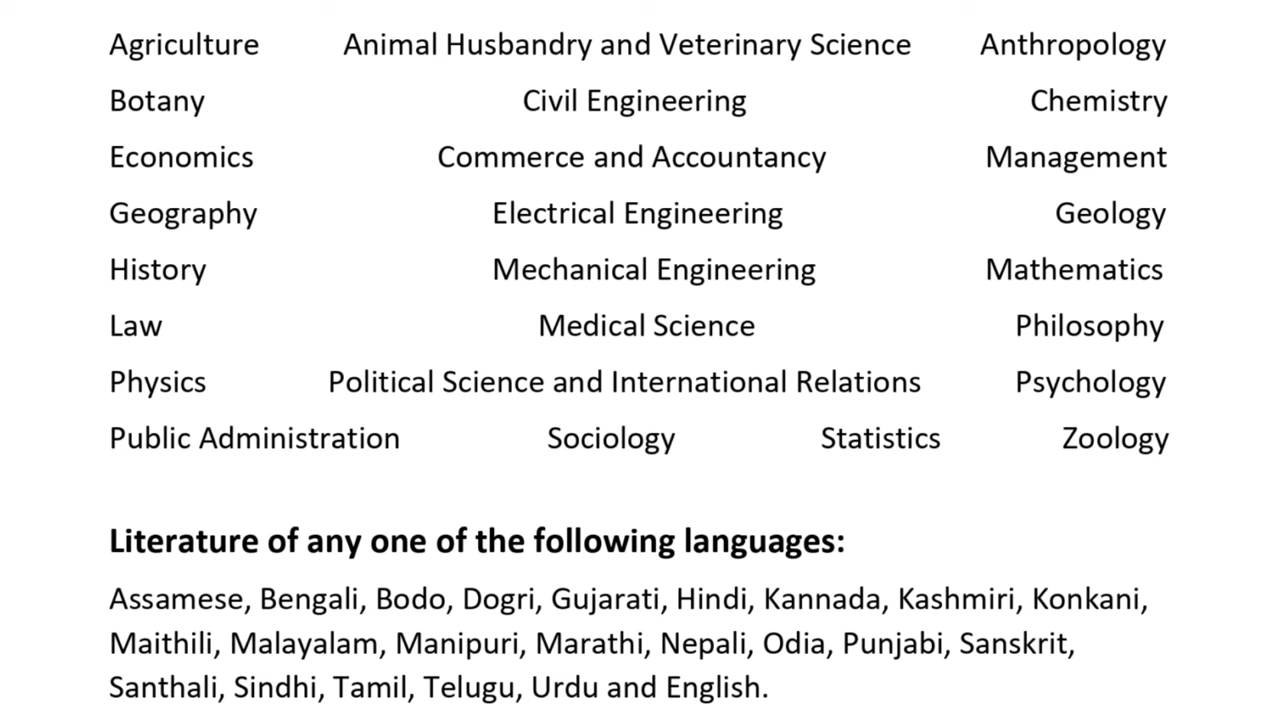 Agriculture Animal Husbandry and Veterinary Science Anthropology
Botany Civil Engineering Chemistry
Economics Commerce and Accountancy Management
Geography Electrical Engineering Geology
History Mechanical Engineering Mathematics
Law Medical Science Philosophy
Physics Political Science and International Relations Psychology
Public Administration Sociology Statistics Zoology
Literature of any one of the following languages:
Assamese, Bengali, Bodo, Dogri, Gujarati, Hindi, Kannada, Kashmiri, Konkani,
Maithili, Malayalam, Manipuri, Marathi, Nepali, Odia, Punjabi, Sanskrit,
Santhali, Sindhi, Tamil, Telugu, Urdu and English.